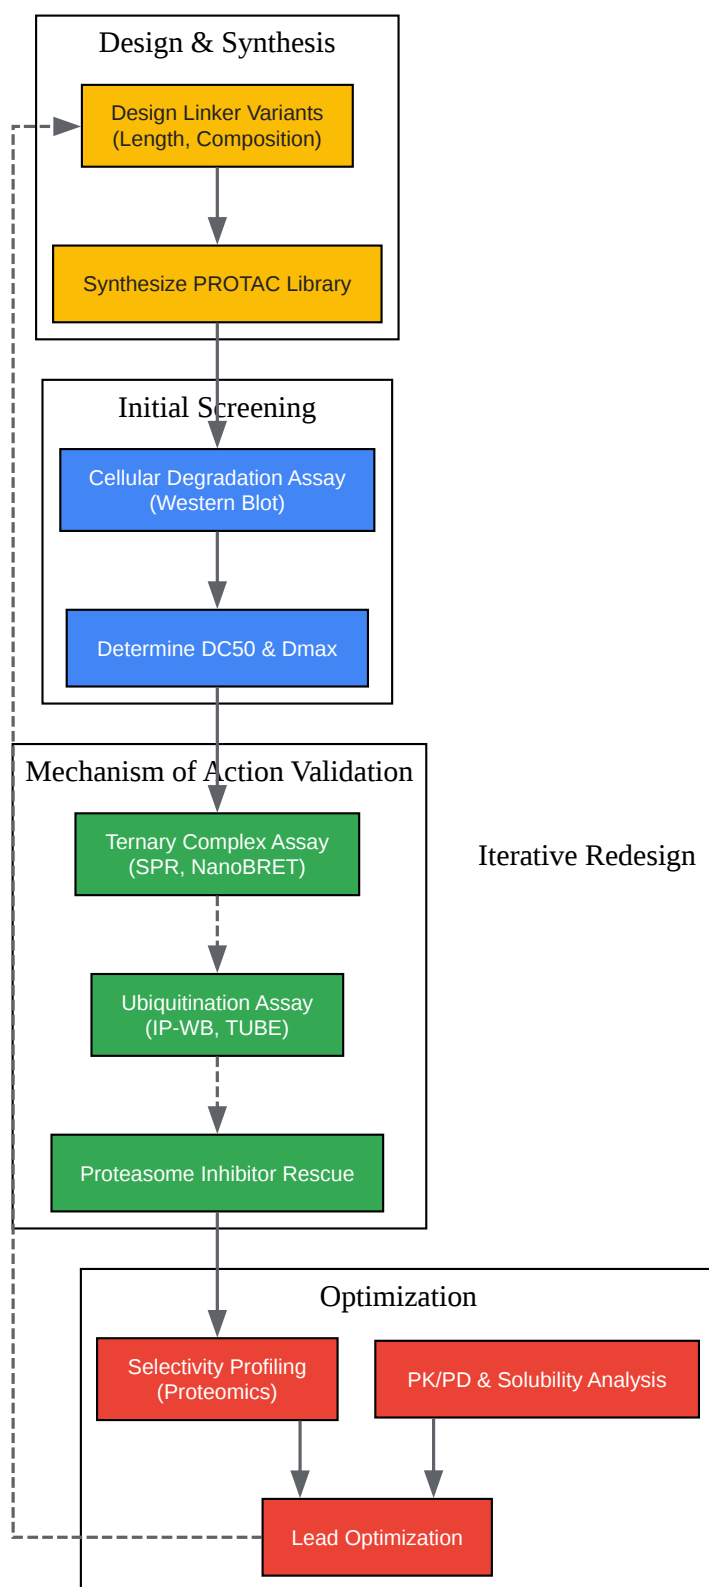 Design & Synthesis
Design Linker Variants
(Length, Composition)
Synthesize PROTAC Library
Initial Screening
Cellular Degradation Assay
(Western Blot)
Determine DC50 & Dmax
Mechanism of Action Validation
Ternary Complex Assay
(SPR, NanoBRET)
Iterative Redesign
Ubiquitination Assay
(IP-WB, TUBE)
Proteasome Inhibitor Rescue
Optimization
Selectivity Profiling
(Proteomics)
PK/PD & Solubility Analysis
Lead Optimization